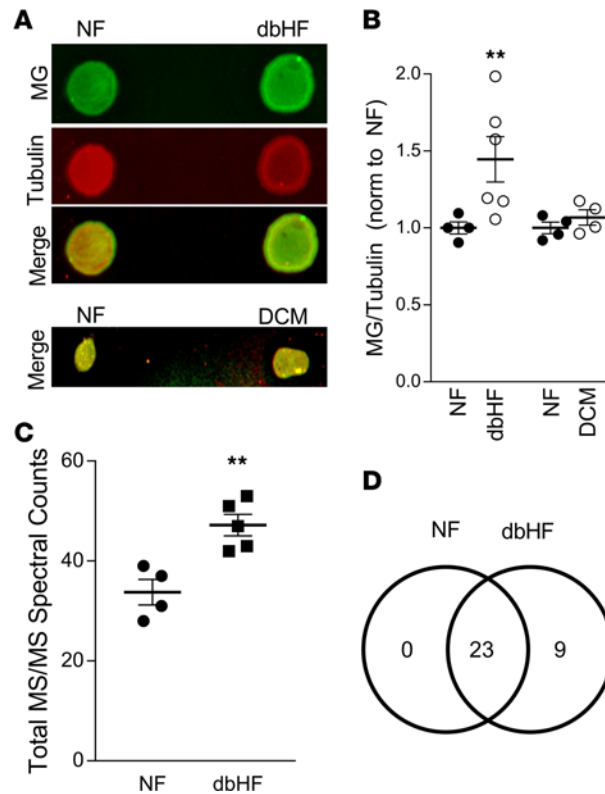 A
NF dbHF
MG
Tubulin
Merge
NF DCM
Merge
B
**
MG/Tubulin (norm to NF)
2.0
1.5
1.0
0.5
0.0
NF
dbHF
NF
DCM
C
**
Total MS/MS Spectral Counts
60
40
20
0
NF dbHF
D
NF dbHF
0 23 9